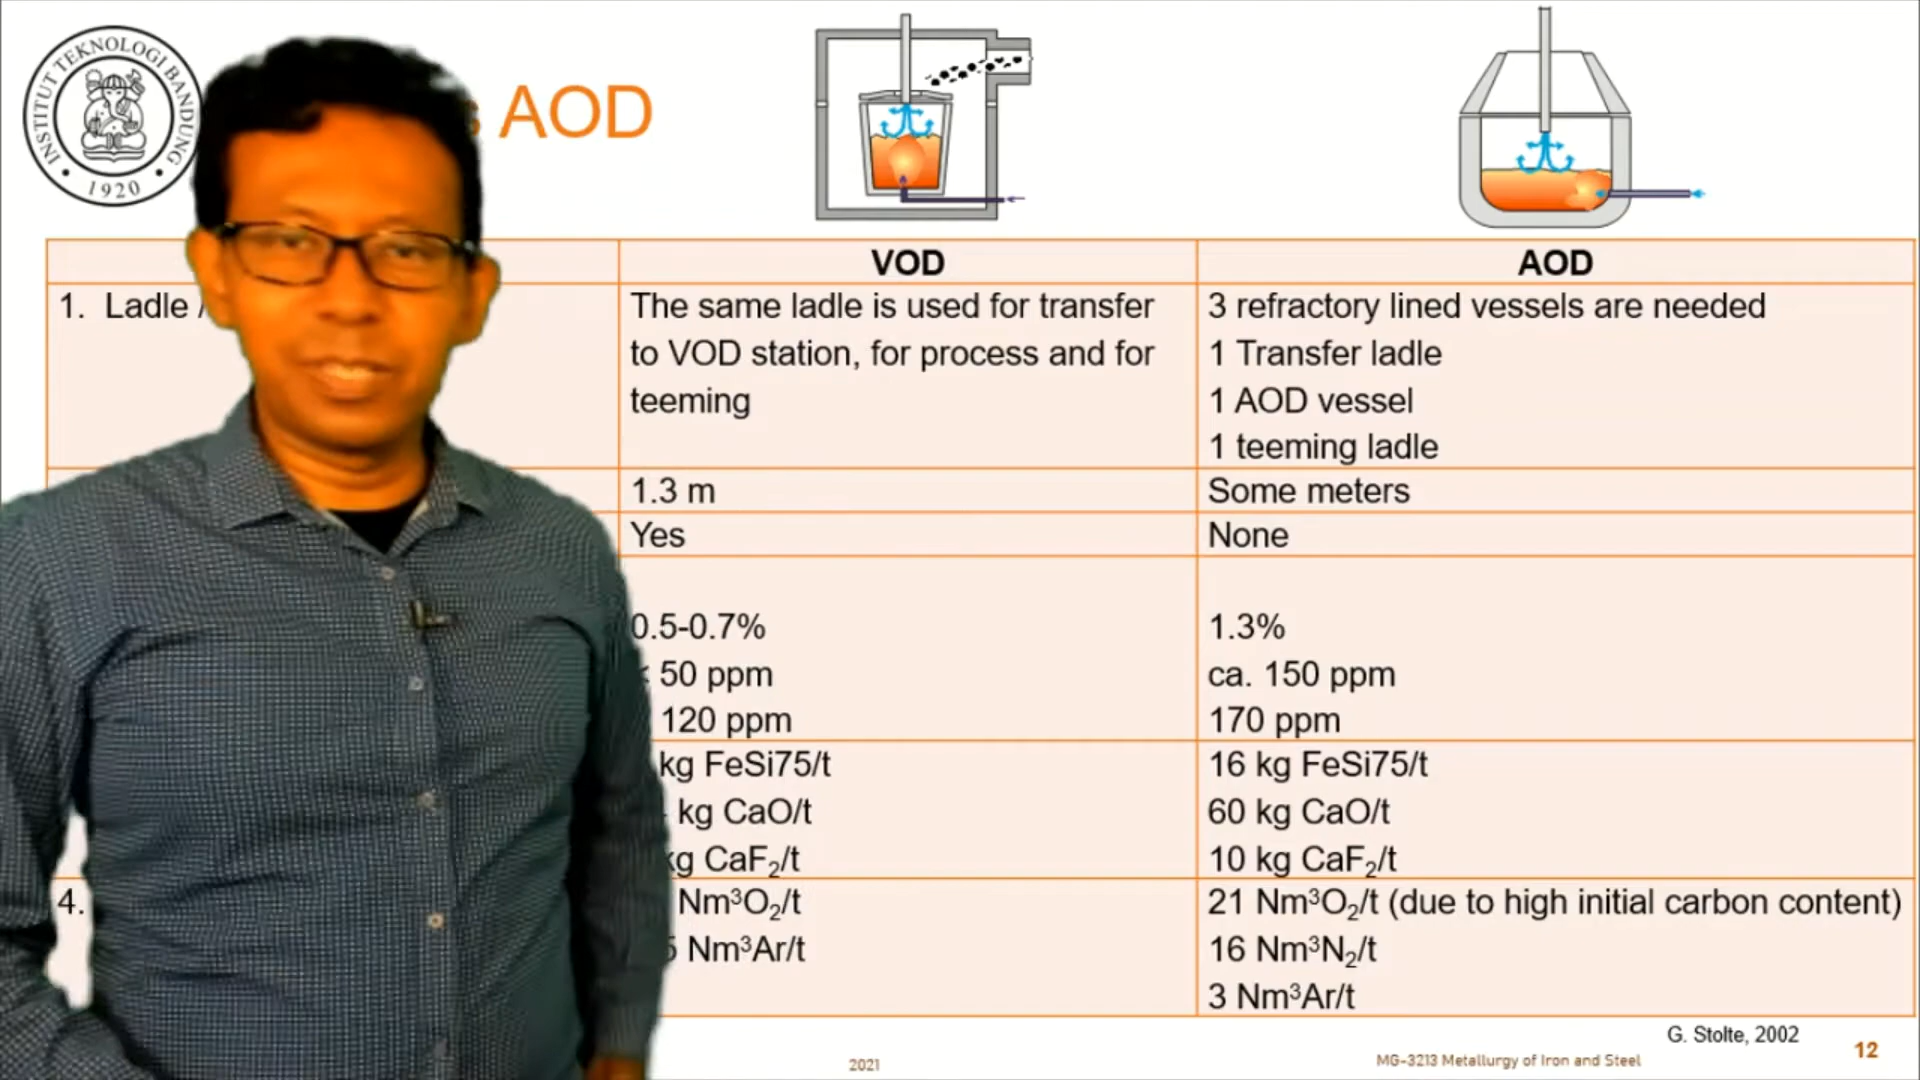 INSTITUT TEKNOLOGI BANDUNG
1920
AOD
VOD
AOD
1. Ladle /
The same ladle is used for transfer
to VOD station, for process and for
teeming
3 refractory lined vessels are needed
1 Transfer ladle
1 AOD vessel
1 teeming ladle
1.3 m
Some meters
Yes
None
0.5-0.7%
50 ppm
120 ppm
1.3%
ca. 150 ppm
170 ppm
kg FeSi75/t
kg CaO/t
kg CaF₂/t
16 kg FeSi75/t
60 kg CaO/t
10 kg CaF₂/t
4.
Nm³O₂/t
Nm³Ar/t
21 Nm³O₂/t (due to high initial carbon content)
16 Nm³N₂/t
3 Nm³Ar/t
G. Stolte, 2002
2021
MG-3213 Metallurgy of Iron and Steel
12